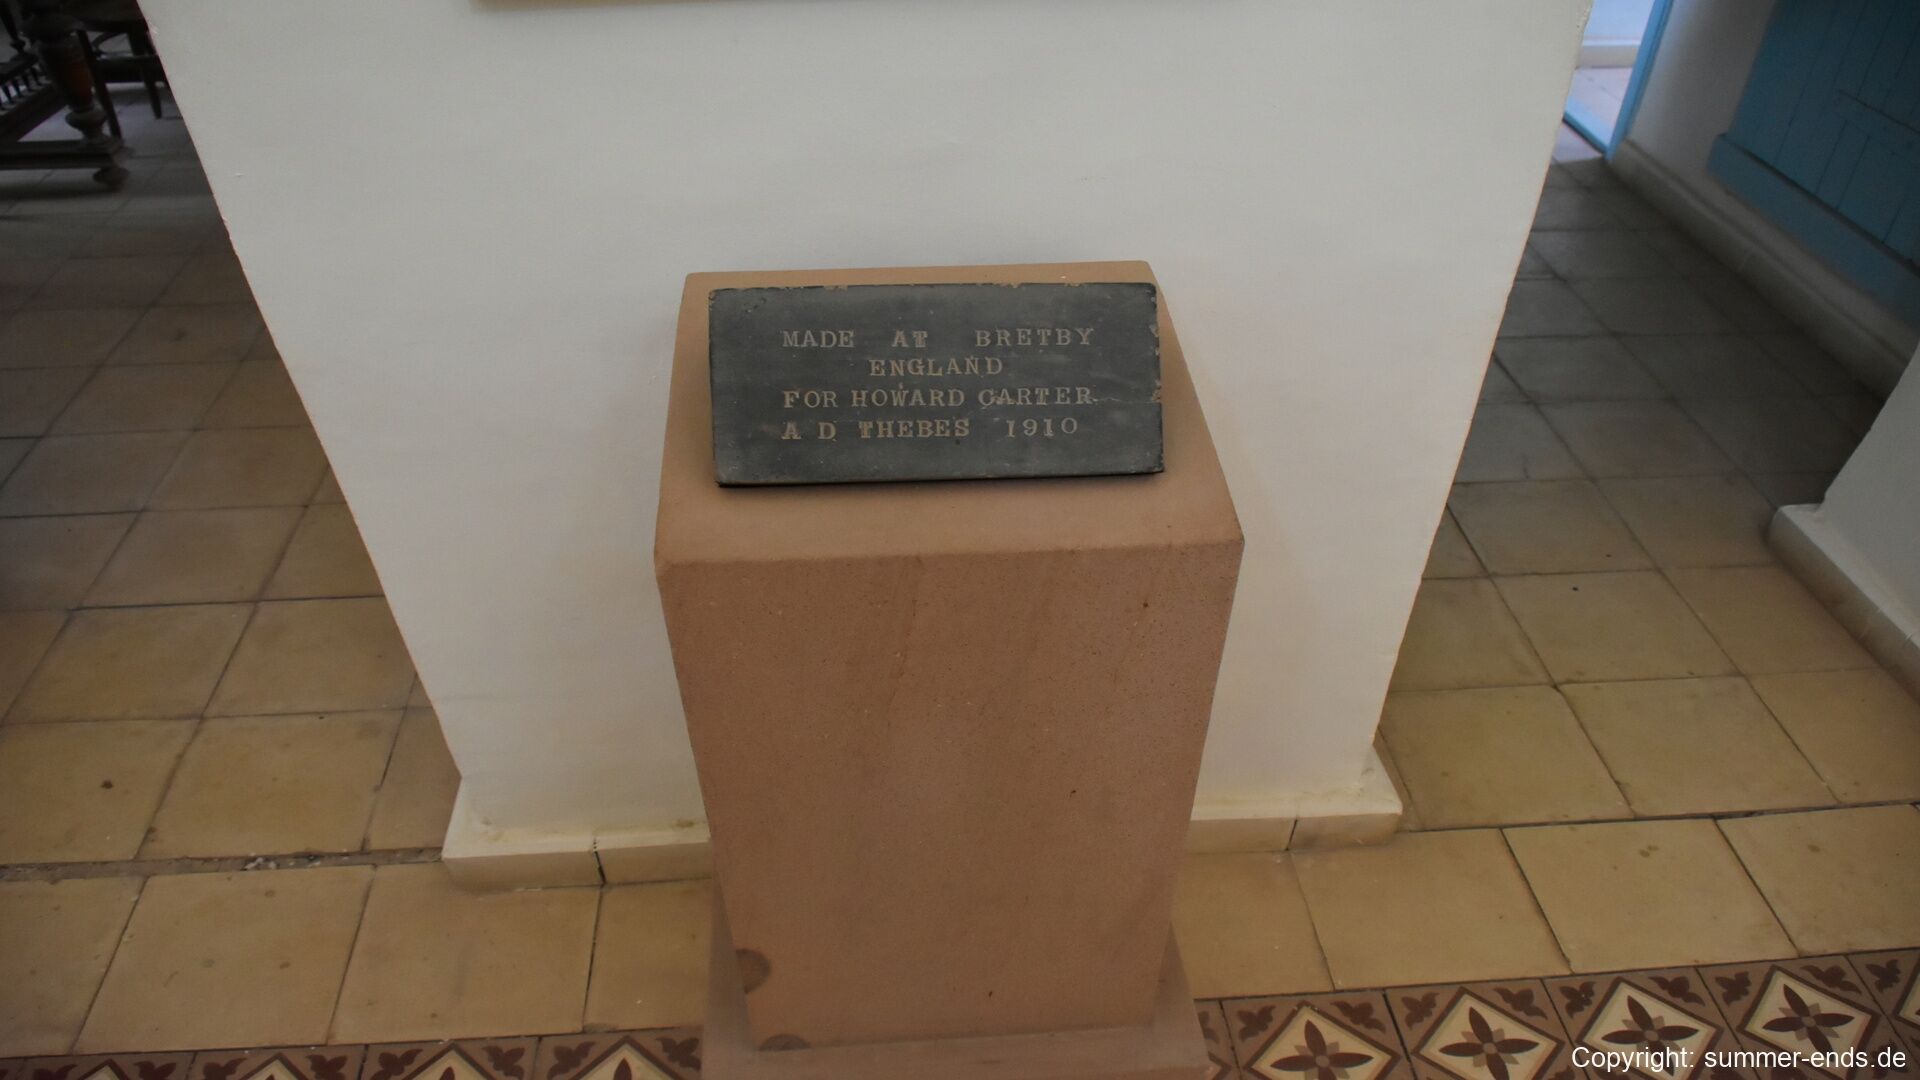 MADE AT BRETBY
ENGLAND
FOR HOWARD CARTER
A D THEBES 1910
Copyright: summer-ends.de